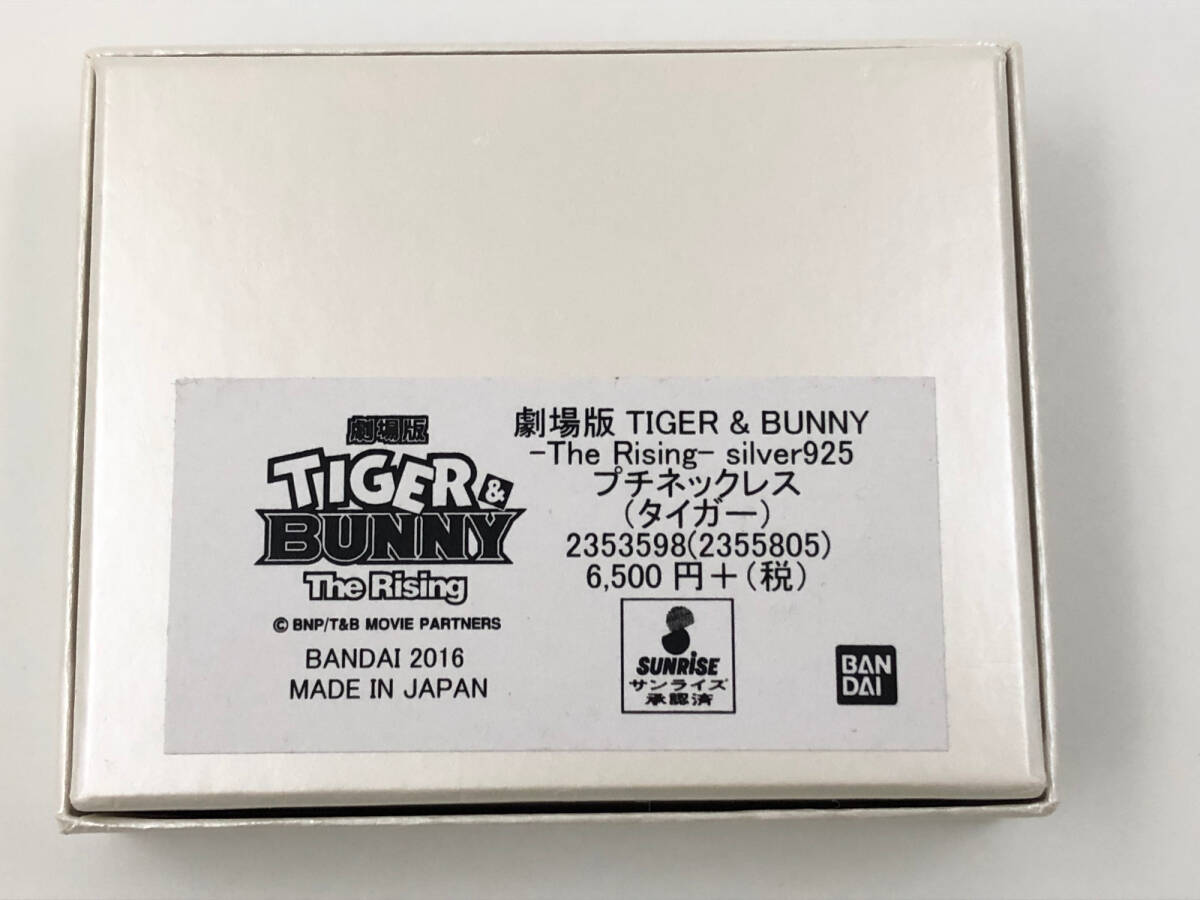 劇場版
TIGER &
BUNNY
The Rising
© BNP/T&B MOVIE PARTNERS
BANDAI 2016
MADE IN JAPAN
劇場版 TIGER & BUNNY
-The Rising- silver925
プチネックレス
(タイガー)
2353598(2355805)
6,500 円+(税)
SUNRISE
サンライズ
承認済
BAN
DAI